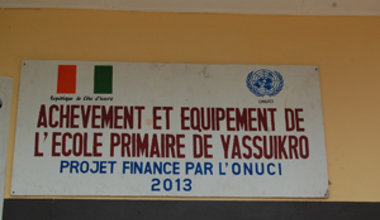 République de Côte d'Ivoire
ONUCI
ACHEVEMENT ET EQUIPEMENT DE
L'ECOLE PRIMAIRE DE YASSUIKRO
PROJET FINANCE PAR L'ONUCI
2013